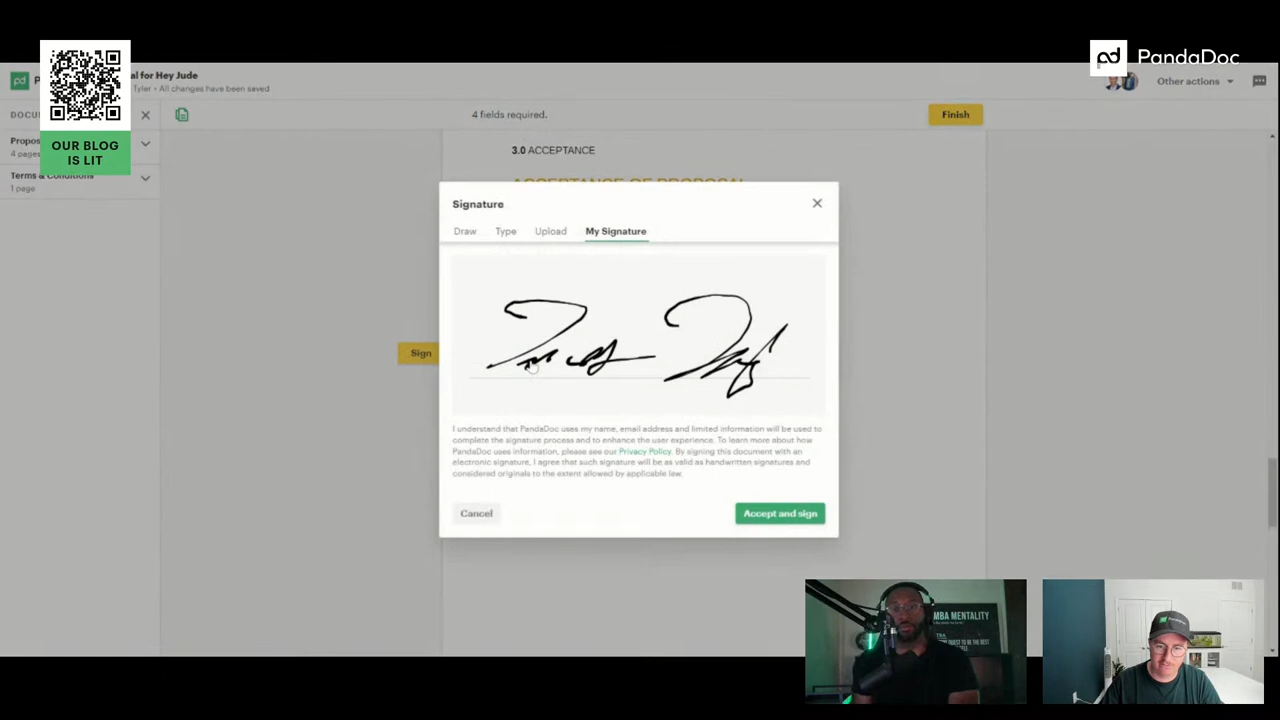 PandaDoc
OUR BLOG
IS LIT
al for Hey Jude
Tyler • All changes have been saved
Other actions
4 fields required.
Finish
4 pages
Terms & Conditions
1 page
3.0 ACCEPTANCE
ACCEPTANCE OF PROPOSAL
Signature
Draw Type Upload My Signature
Sign
I understand that PandaDoc uses my name, email address and limited information will be used to
complete the signature process and to enhance the user experience. To learn more about how
PandaDoc uses information, please see our Privacy Policy. By signing this document with an
electronic signature, I agree that such signature will be as valid as handwritten signatures and
considered originals to the extent allowed by applicable law.
Cancel
Accept and sign
MBA MENTALITY